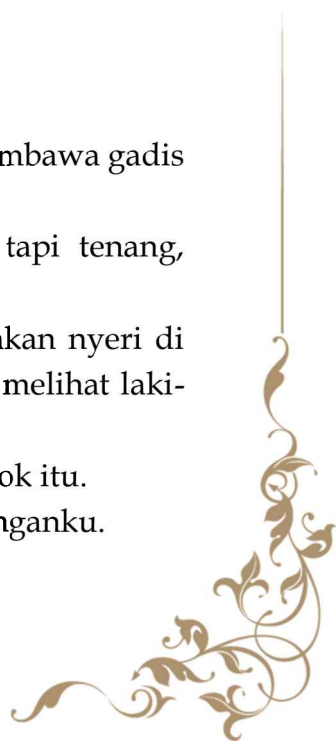 mbawa gadis
tapi tenang,
kan nyeri di
melihat laki-
ok itu.
nganku.